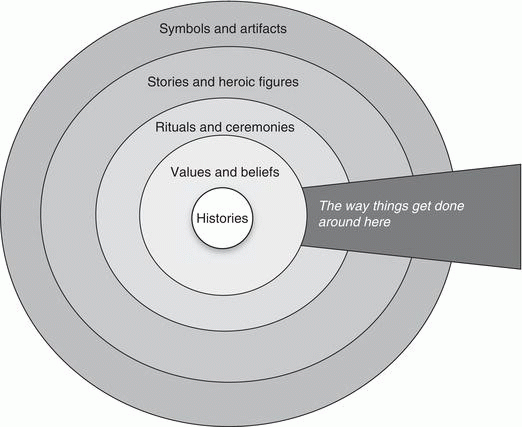 Symbols and artifacts
Stories and heroic figures
Rituals and ceremonies
Values and beliefs
Histories
The way things get done
around here